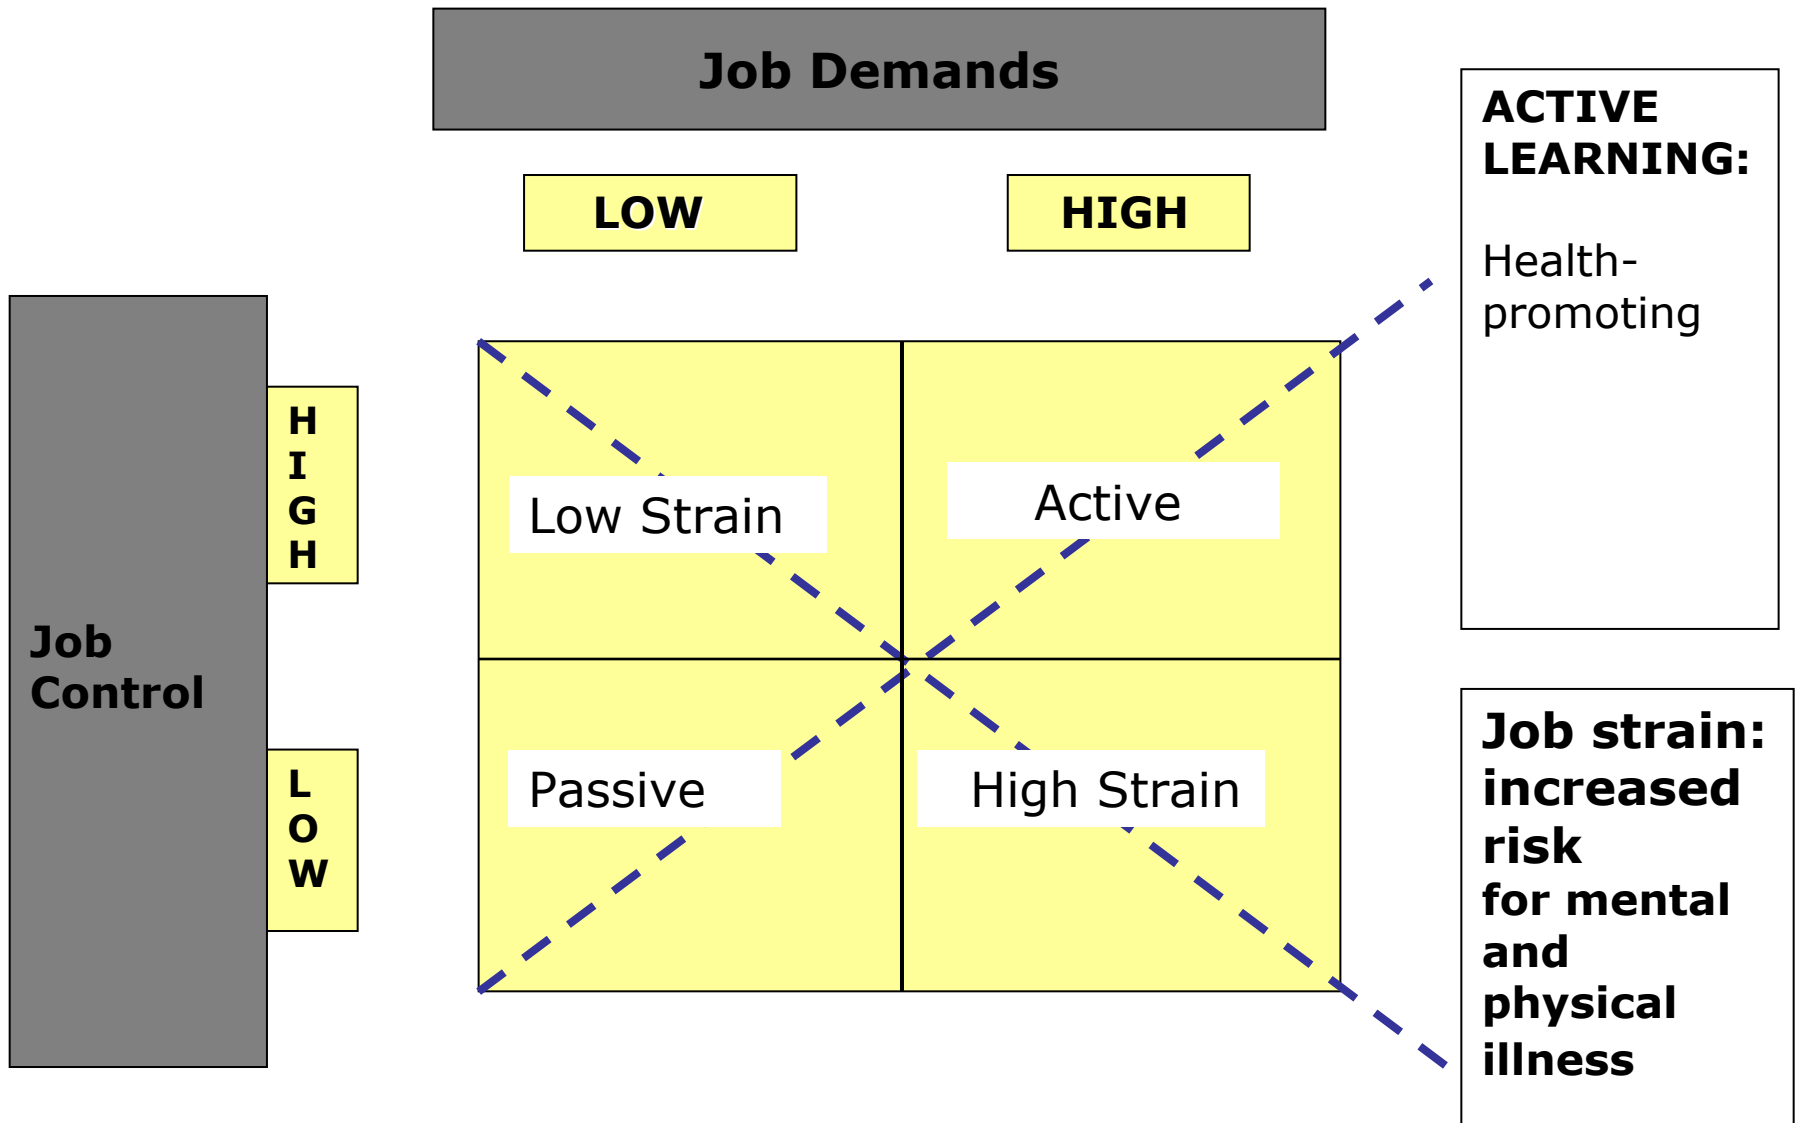 Job Demands
LOW
HIGH
ACTIVE
LEARNING:
Health-
promoting
H
I
G
H
Low Strain
Active
Job
Control
L
O
W
Passive
High Strain
Job strain:
increased
risk
for mental
and
physical
illness